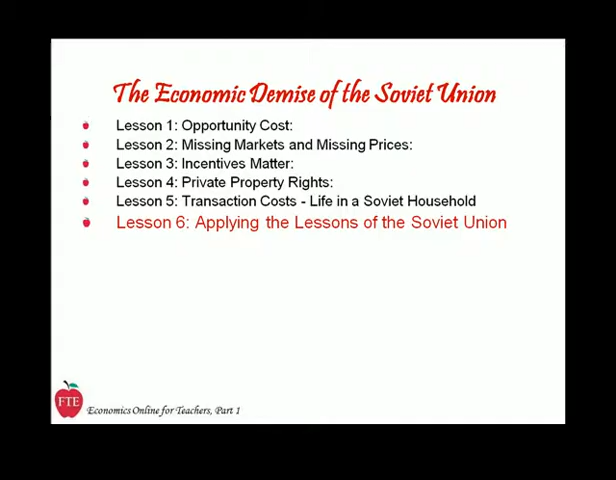 The Economic Demise of the Soviet Union
Lesson 1: Opportunity Cost:
Lesson 2: Missing Markets and Missing Prices:
Lesson 3: Incentives Matter:
Lesson 4: Private Property Rights:
Lesson 5: Transaction Costs - Life in a Soviet Household
Lesson 6: Applying the Lessons of the Soviet Union
FTE
Economics Online for Teachers, Part 1